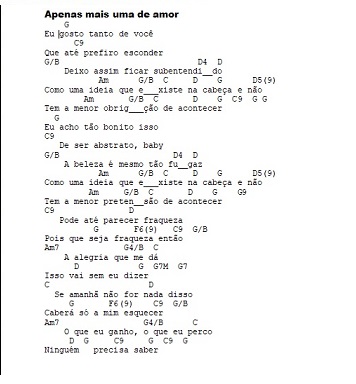 Apenas mais uma de amor
G
Eu gosto tanto de você
C9
Que até prefiro esconder
G/B D4 D
Deixo assim ficar subentendi__do
Am G/B C D G D5(9)
Como uma ideia que e___xiste na cabeça e não
Am G/B C D G C9 G G
Tem a menor obrig___ção de acontecer
G
Eu acho tão bonito isso
C9
De ser abstrato, baby
G/B D4 D
A beleza é mesmo tão fu__gaz
Am G/B C D G D5(9)
Como uma ideia que e___xiste na cabeça e não
Am G/B C D G G9
Tem a menor preten__são de acontecer
C9 D
Pode até parecer fraqueza
G F6(9) C9 G/B
Pois que seja fraqueza então
Am7 G4/B C
A alegria que me dá
D G G7M G7
Isso vai sem eu dizer
C D
Se amanhã não for nada disso
G F6(9) C9 G/B
Caberá só a mim esquecer
Am7 G4/B C
O que eu ganho, o que eu perco
D G C9 G C9 G
Ninguém precisa saber